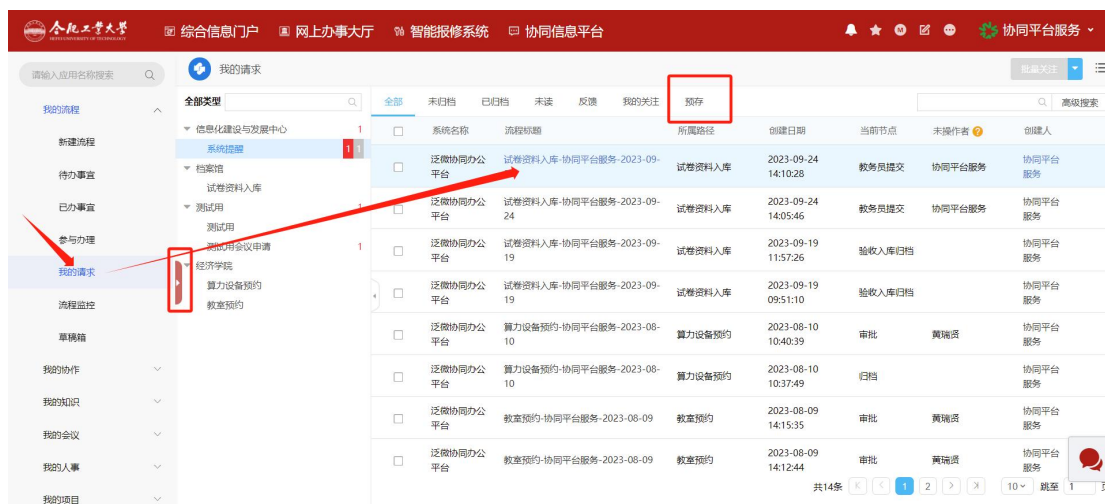 合肥工业大学 综合信息门户 网上办事大厅 智能报修系统 协同信息平台 协同平台服务
HEFEI UNIVERSITY OF TECHNOLOGY
请输入应用名称搜索 我的请求 批量关注
我的流程
新建流程
待办事宜
已办事宜
参与办理
我的请求
流程监控
草稿箱
我的协作
我的知识
我的会议
我的人事
我的项目
全部类型
信息化建设与发展中心 1
系统提醒 1 1
档案馆
试卷资料入库
测试用
测试用
测试用会议申请 1
经济学院
算力设备预约
教室预约
全部 未归档 已归档 未读 反馈 我的关注 预存 高级搜索
系统名称 流程标题 所属路径 创建日期 当前节点 未操作者 创建人
泛微协同办公平台 试卷资料入库-协同平台服务-2023-09- 试卷资料入库 2023-09-24 14:10:28 教务员提交 协同平台服务 协同平台服务
泛微协同办公平台 试卷资料入库-协同平台服务-2023-09-24 试卷资料入库 2023-09-24 14:05:46 教务员提交 协同平台服务 协同平台服务
泛微协同办公平台 试卷资料入库-协同平台服务-2023-09-19 试卷资料入库 2023-09-19 11:57:26 验收入库归档 协同平台服务
泛微协同办公平台 试卷资料入库-协同平台服务-2023-09-19 试卷资料入库 2023-09-19 09:51:10 验收入库归档 协同平台服务
泛微协同办公平台 算力设备预约-协同平台服务-2023-08-10 算力设备预约 2023-08-10 10:40:39 审批 黄瑞贤 协同平台服务
泛微协同办公平台 算力设备预约-协同平台服务-2023-08-10 算力设备预约 2023-08-10 10:37:49 归档 协同平台服务
泛微协同办公平台 教室预约-协同平台服务-2023-08-09 教室预约 2023-08-09 14:15:35 审批 黄瑞贤 协同平台服务
泛微协同办公平台 教室预约-协同平台服务-2023-08-09 教室预约 2023-08-09 14:12:44 审批 黄瑞贤 协同平台服务
共14条 1 2 10 跳至 1